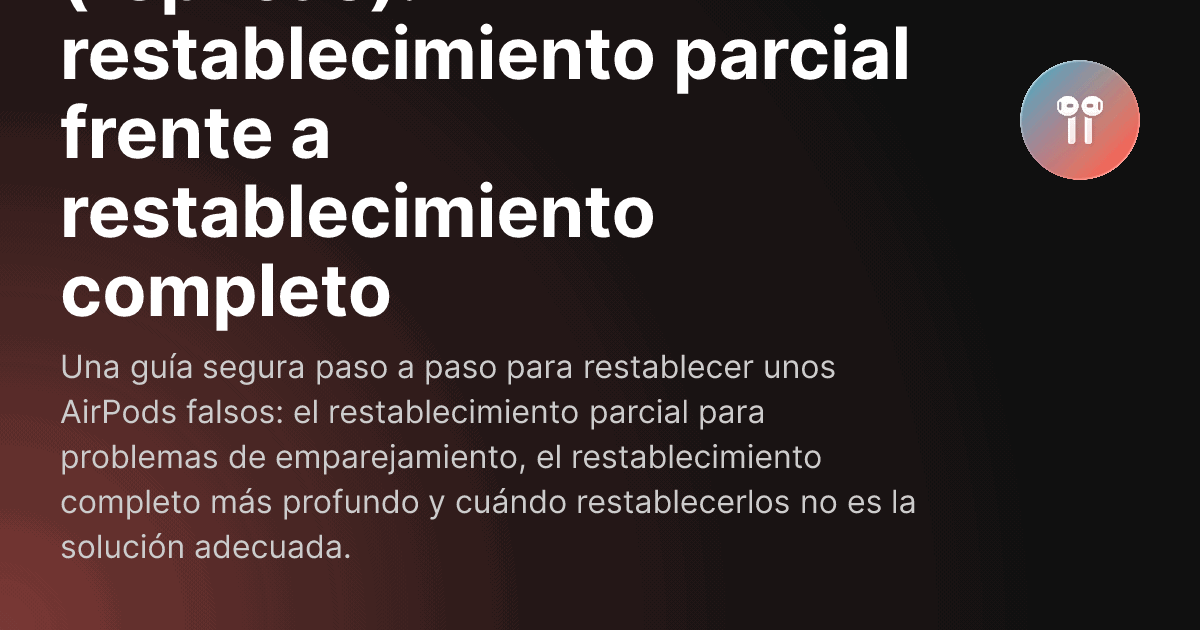 restablecimiento parcial
frente a
restablecimiento
completo
Una guía segura paso a paso para restablecer unos
AirPods falsos: el restablecimiento parcial para
problemas de emparejamiento, el restablecimiento
completo más profundo y cuándo restablecerlos no es la
solución adecuada.